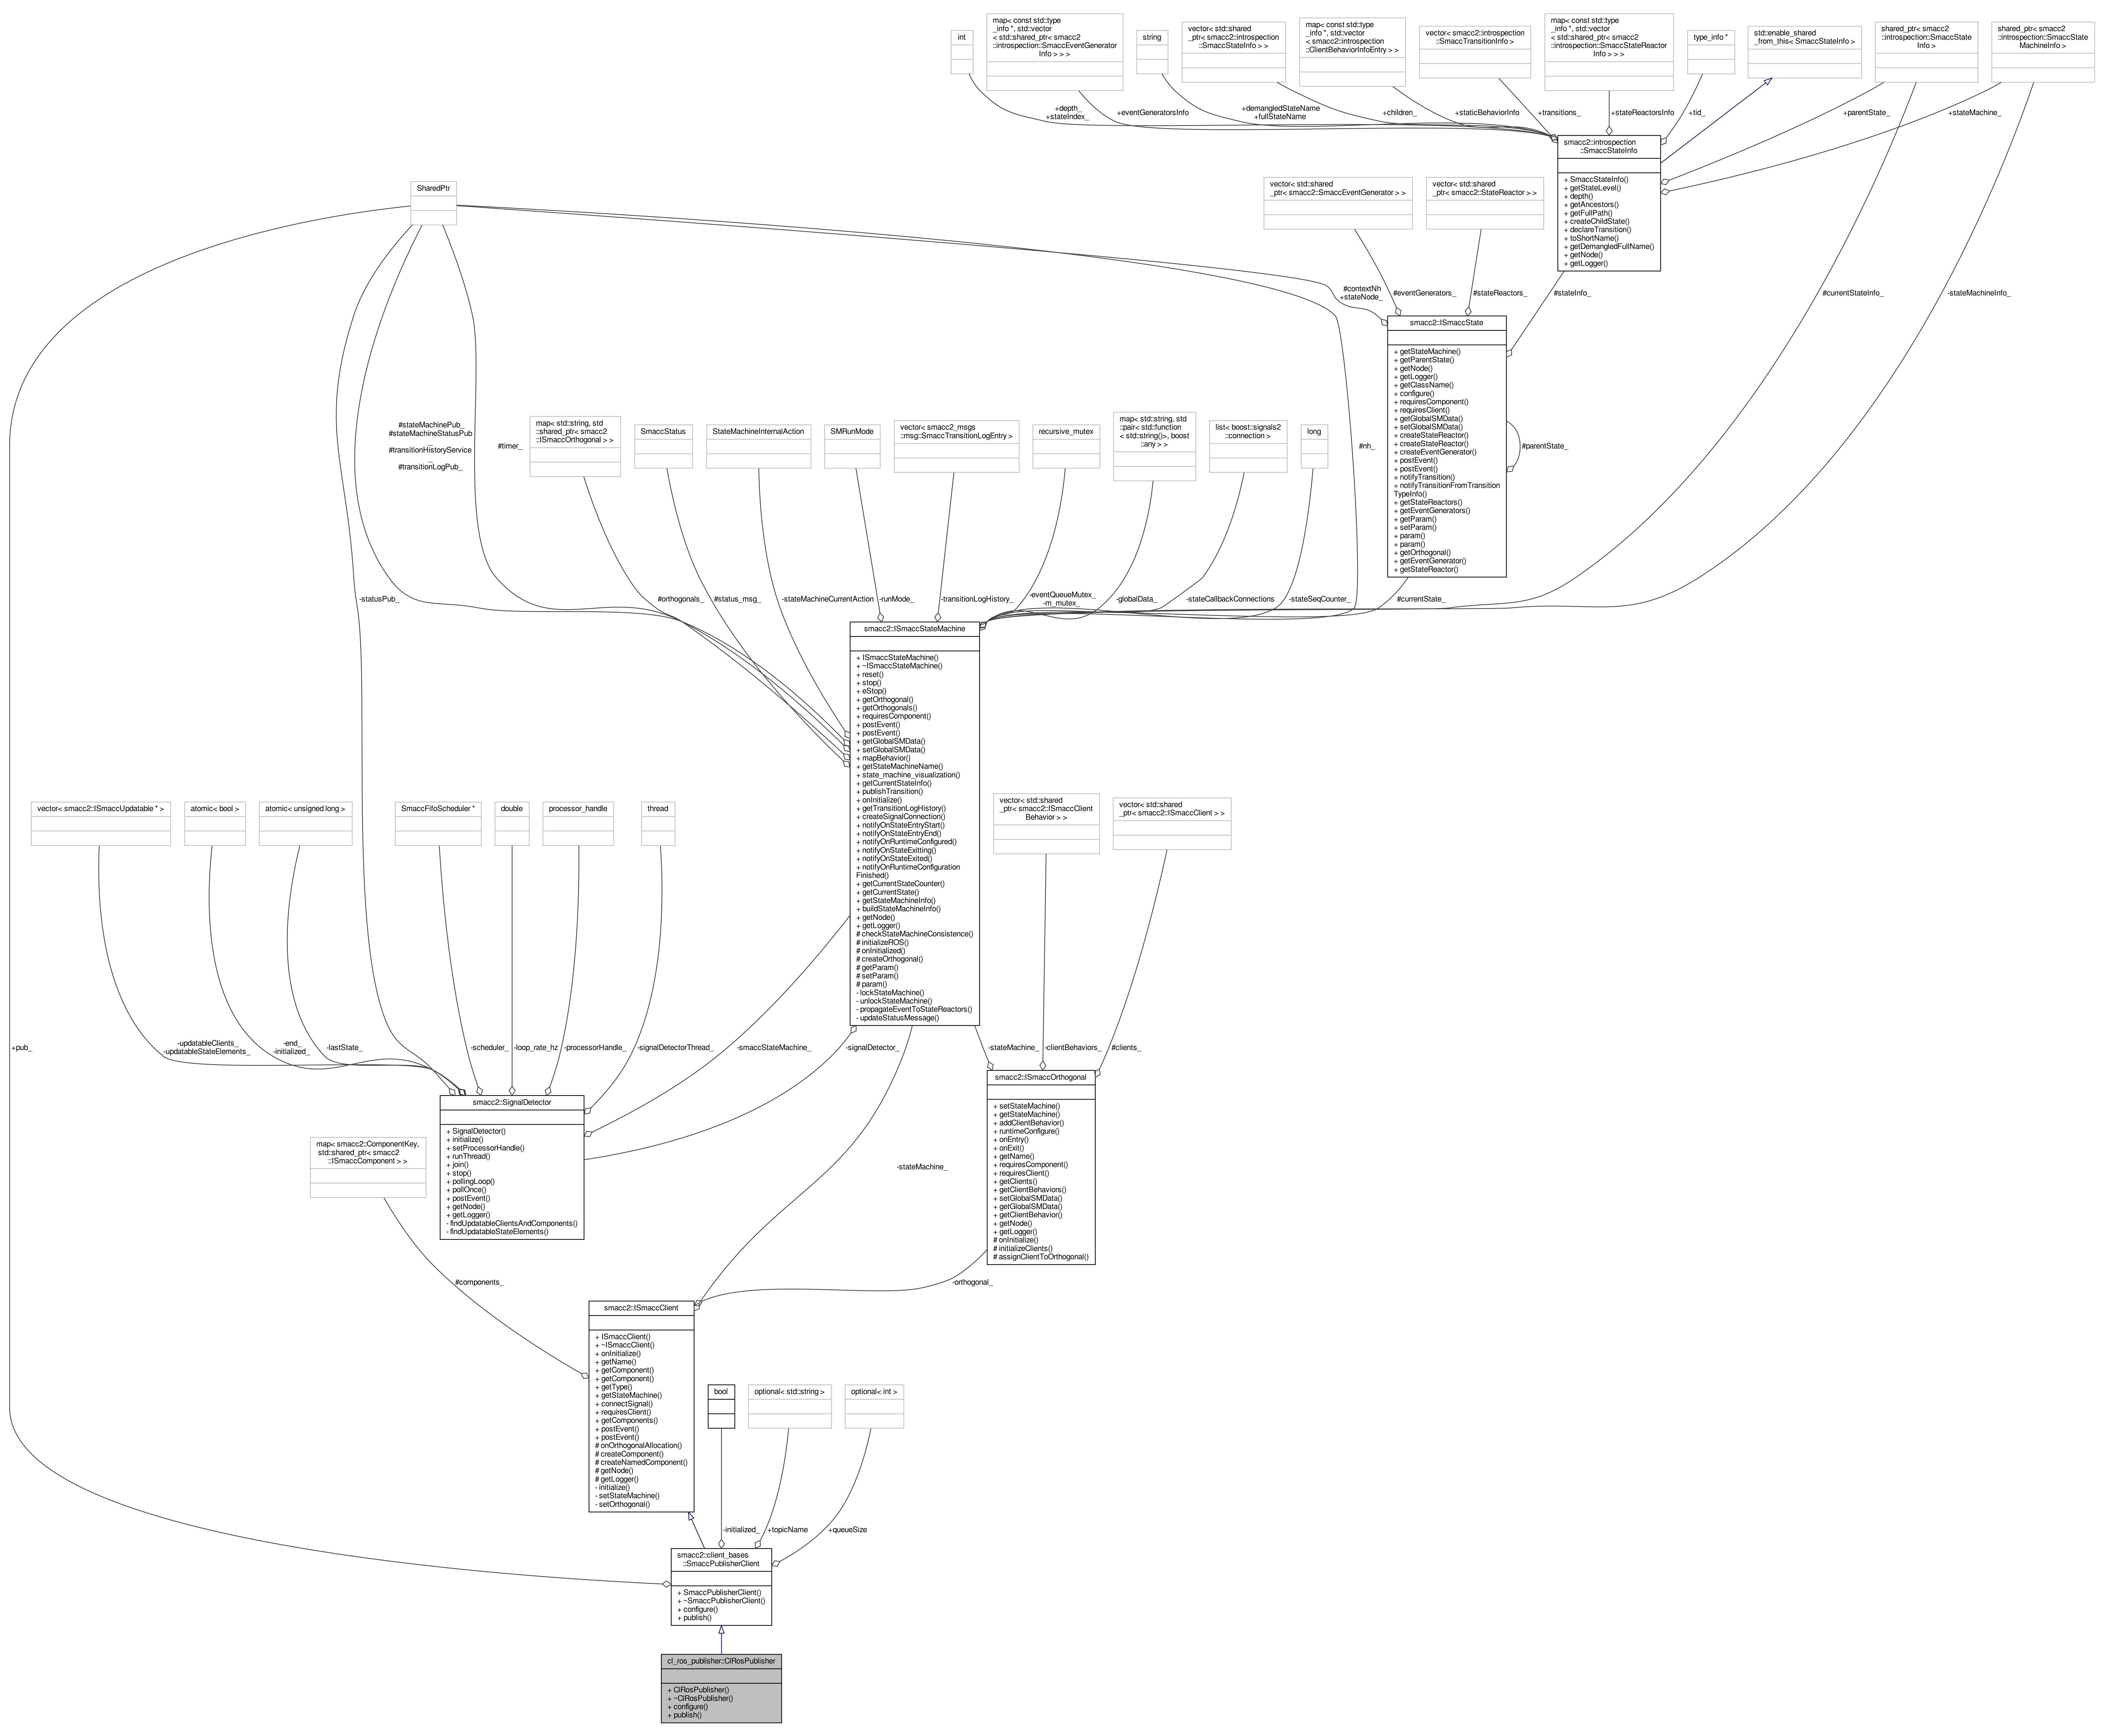 int
map< const std::type
_info *, std::vector
< std::shared_ptr< smacc2
::introspection::SmaccEventGenerator
Info > > >
string
vector< std::shared
_ptr< smacc2::introspection
::SmaccStateInfo > >
map< const std::type
_info *, std::vector
< smacc2::introspection
::ClientBehaviorInfoEntry > >
vector< smacc2::introspection
::SmaccTransitionInfo >
map< const std::type
_info *, std::vector
< std::shared_ptr< smacc2
::introspection::SmaccStateReactor
Info > > >
type_info *
std::enable_shared
_from_this< SmaccStateInfo >
shared_ptr< smacc2
::introspection::SmaccState
Info >
shared_ptr< smacc2
::introspection::SmaccState
MachineInfo >
+depth_
+stateIndex_
+eventGeneratorsInfo
+demangledStateName
+fullStateName
+children_
+staticBehaviorInfo
+transitions_
+stateReactorsInfo
+tid_
+parentState_
+stateMachine_
smacc2::introspection
::SmaccStateInfo
+ SmaccStateInfo()
+ getStateLevel()
+ depth()
+ getAncestors()
+ getFullPath()
+ createChildState()
+ declareTransition()
+ toShortName()
+ getDemangledFullName()
+ getNode()
+ getLogger()
SharedPtr
vector< std::shared
_ptr< smacc2::SmaccEventGenerator > >
vector< std::shared
_ptr< smacc2::StateReactor > >
#contextNh
+stateNode_
#eventGenerators_
#stateReactors_
#stateInfo_
#currentStateInfo_
-stateMachineInfo_
smacc2::ISmaccState
+ getStateMachine()
+ getParentState()
+ getNode()
+ getLogger()
+ getClassName()
+ configure()
+ requiresComponent()
+ requiresClient()
+ getGlobalSMData()
+ setGlobalSMData()
+ createStateReactor()
+ createStateReactor()
+ createEventGenerator()
+ postEvent()
+ postEvent()
+ notifyTransition()
+ notifyTransitionFromTransition
TypeInfo()
+ getStateReactors()
+ getEventGenerators()
+ getParam()
+ setParam()
+ param()
+ param()
+ getOrthogonal()
+ getEventGenerator()
+ getStateReactor()
#parentState_
#stateMachinePub_
#stateMachineStatusPub
_
#transitionHistoryService
_
#transitionLogPub_
#timer_
map< std::string, std
::shared_ptr< smacc2
::ISmaccOrthogonal > >
SmaccStatus
StateMachineInternalAction
SMRunMode
vector< smacc2_msgs
::msg::SmaccTransitionLogEntry >
recursive_mutex
map< std::string, std
::pair< std::function
< std::string()>, boost
::any > >
list< boost::signals2
::connection >
long
#nh_
-statusPub_
#orthogonals_
#status_msg_
-stateMachineCurrentAction
-runMode_
-transitionLogHistory_
-eventQueueMutex_
-m_mutex_
-globalData_
-stateCallbackConnections
-stateSeqCounter_
#currentState_
smacc2::ISmaccStateMachine
+ ISmaccStateMachine()
+ ~ISmaccStateMachine()
+ reset()
+ stop()
+ eStop()
+ getOrthogonal()
+ getOrthogonals()
+ requiresComponent()
+ postEvent()
+ postEvent()
+ getGlobalSMData()
+ setGlobalSMData()
+ mapBehavior()
+ getStateMachineName()
+ state_machine_visualization()
+ getCurrentStateInfo()
+ publishTransition()
+ onInitialize()
+ getTransitionLogHistory()
+ createSignalConnection()
+ notifyOnStateEntryStart()
+ notifyOnStateEntryEnd()
+ notifyOnRuntimeConfigured()
+ notifyOnStateExitting()
+ notifyOnStateExited()
+ notifyOnRuntimeConfiguration
Finished()
+ getCurrentStateCounter()
+ getCurrentState()
+ getStateMachineInfo()
+ buildStateMachineInfo()
+ getNode()
+ getLogger()
# checkStateMachineConsistence()
# initializeROS()
# onInitialized()
# createOrthogonal()
# getParam()
# setParam()
# param()
- lockStateMachine()
- unlockStateMachine()
- propagateEventToStateReactors()
- updateStatusMessage()
vector< smacc2::ISmaccUpdatable * >
atomic< bool >
atomic< unsigned long >
SmaccFifoScheduler *
double
processor_handle
thread
vector< std::shared
_ptr< smacc2::ISmaccClient
Behavior > >
vector< std::shared
_ptr< smacc2::ISmaccClient > >
+pub_
-updatableClients_
-updatableStateElements_
-end_
-initialized_
-lastState_
-scheduler_
-loop_rate_hz
-processorHandle_
-signalDetectorThread_
-smaccStateMachine_
-signalDetector_
-stateMachine_
-clientBehaviors_
#clients_
smacc2::SignalDetector
+ SignalDetector()
+ initialize()
+ setProcessorHandle()
+ runThread()
+ join()
+ stop()
+ pollingLoop()
+ pollOnce()
+ postEvent()
+ getNode()
+ getLogger()
- findUpdatableClientsAndComponents()
- findUpdatableStateElements()
smacc2::ISmaccOrthogonal
+ setStateMachine()
+ getStateMachine()
+ addClientBehavior()
+ runtimeConfigure()
+ onEntry()
+ onExit()
+ getName()
+ requiresComponent()
+ requiresClient()
+ getClients()
+ getClientBehaviors()
+ setGlobalSMData()
+ getGlobalSMData()
+ getClientBehavior()
+ getNode()
+ getLogger()
# onInitialize()
# initializeClients()
# assignClientToOrthogonal()
map< smacc2::ComponentKey,
std::shared_ptr< smacc2
::ISmaccComponent > >
-stateMachine_
#components_
-orthogonal_
smacc2::ISmaccClient
+ ISmaccClient()
+ ~ISmaccClient()
+ onInitialize()
+ getName()
+ getComponent()
+ getComponent()
+ getType()
+ getStateMachine()
+ connectSignal()
+ requiresClient()
+ getComponents()
+ postEvent()
+ postEvent()
# onOrthogonalAllocation()
# createComponent()
# createNamedComponent()
# getNode()
# getLogger()
- initialize()
- setStateMachine()
- setOrthogonal()
bool
optional< std::string >
optional< int >
-initialized_
+topicName
+queueSize
smacc2::client_bases
::SmaccPublisherClient
+ SmaccPublisherClient()
+ ~SmaccPublisherClient()
+ configure()
+ publish()
cl_ros_publisher::ClRosPublisher
+ ClRosPublisher()
+ ~ClRosPublisher()
+ configure()
+ publish()